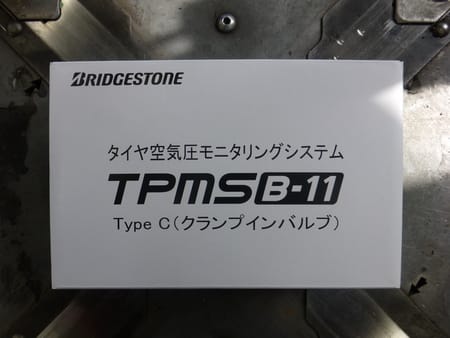 BRIDGESTONE
タイヤ空気圧モニタリングシステム
TPMS B-11
Type C(クランプインバルブ)